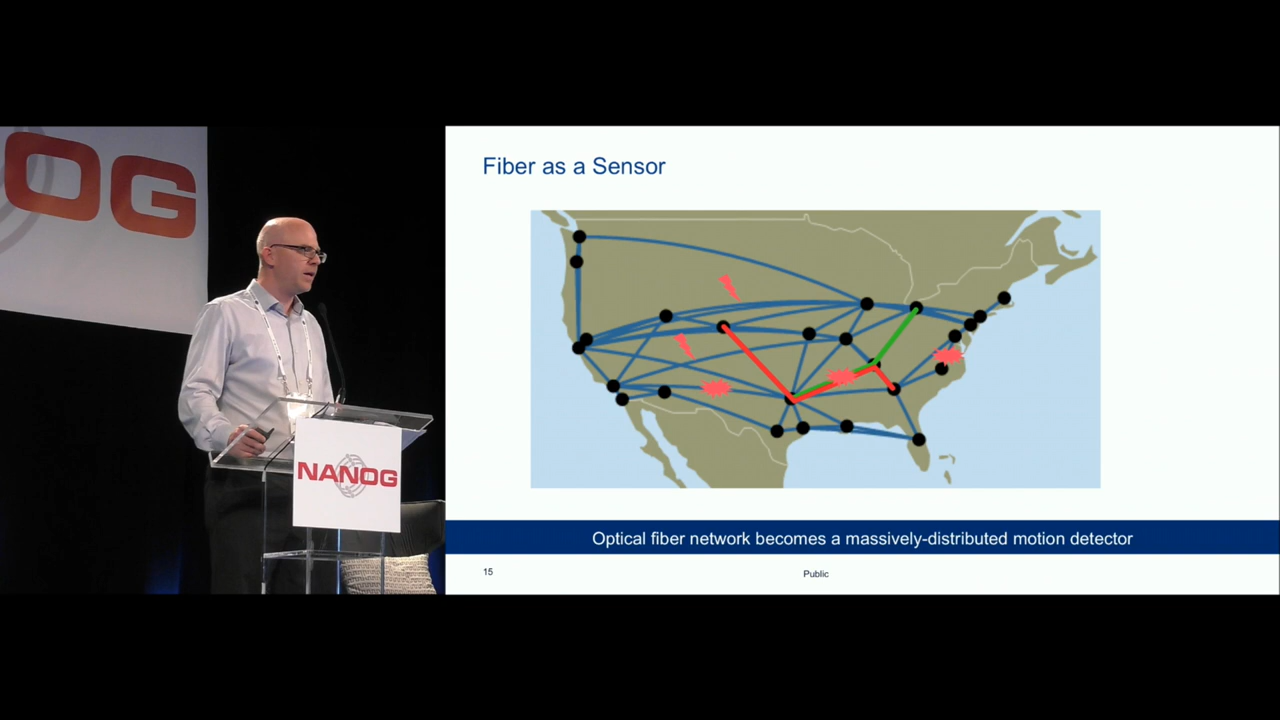 OG
NANOG
Fiber as a Sensor
Optical fiber network becomes a massively-distributed motion detector
15
Public